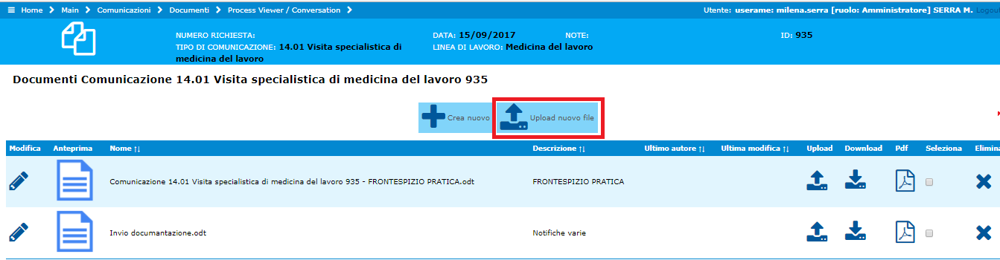 Home > Main > Comunicazioni > Documenti > Process Viewer / Conversation > Utente: userame: milena.serra [ruolo: Amministratore] SERRA M. Logout
NUMERO RICHIESTA: DATA: 15/09/2017 NOTE: ID: 935
TIPO DI COMUNICAZIONE: 14.01 Visita specialistica di LINEA DI LAVORO: Medicina del lavoro
medicina del lavoro
Documenti Comunicazione 14.01 Visita specialistica di medicina del lavoro 935
Crea nuovo Upload nuovo file
Modifica Anteprima Nome ↑↓ Descrizione ↑↓ Ultimo autore ↑↓ Ultima modifica ↑↓ Upload Download Pdf Seleziona Elimina
Comunicazione 14.01 Visita specialistica di medicina del lavoro 935 - FRONTESPIZIO PRATICA.odt FRONTESPIZIO PRATICA
Invio documantazione.odt Notifiche varie